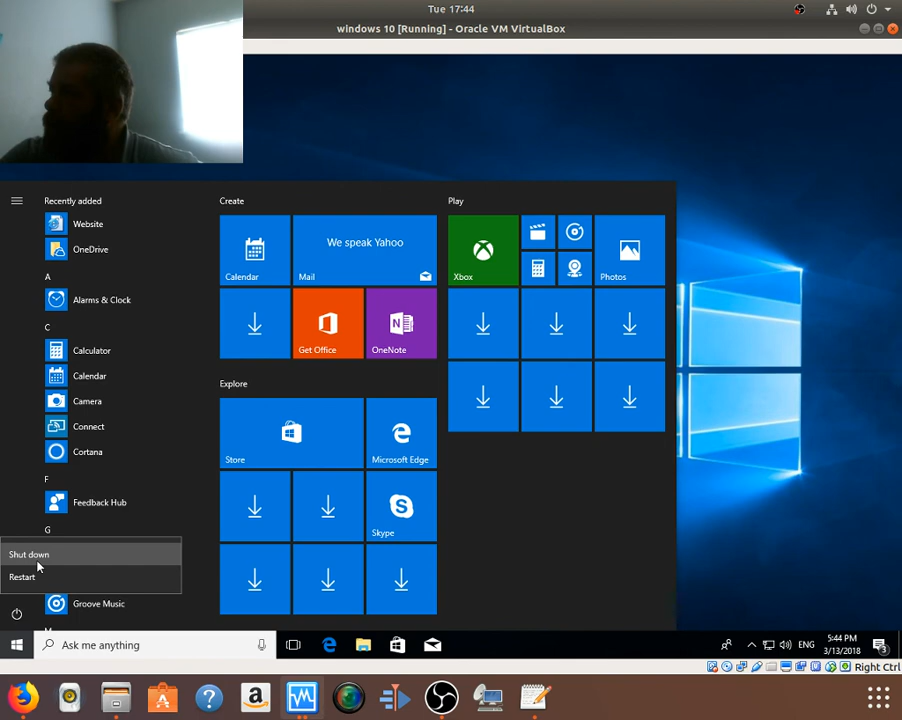 Tue 17:44
windows 10 [Running] - Oracle VM VirtualBox
Recently added
Website
OneDrive
A
Alarms & Clock
C
Calculator
Calendar
Camera
Connect
Cortana
F
Feedback Hub
G
Shut down
Restart
Groove Music
Create
Calendar
We speak Yahoo
Mail
Get Office
OneNote
Explore
Store
Microsoft Edge
Skype
Play
Xbox
Photos
Ask me anything
ENG
5:44 PM
3/13/2018
3
Right Ctrl